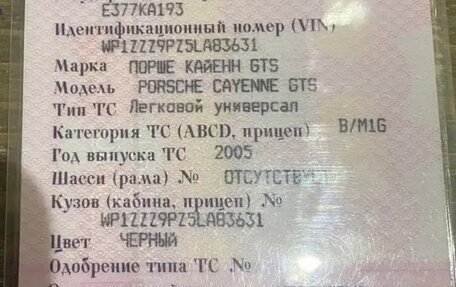 Е377КА193
Идентификационный номер (VIN)
WP1ZZZ9PZ5LA83631
Марка ПОРШЕ КАЙЕНН GTS
Модель PORSCHE CAYENNE GTS
Тип ТС Легковой универсал
Категория ТС (ABCD, прицеп) B/M1G
Год выпуска ТС 2005
Шасси (рама) №
Кузов (кабина, прицеп) №
WP1ZZZ9PZ5LA83631
Цвет ЧЕРНЫЙ
Одобрение типа ТС №